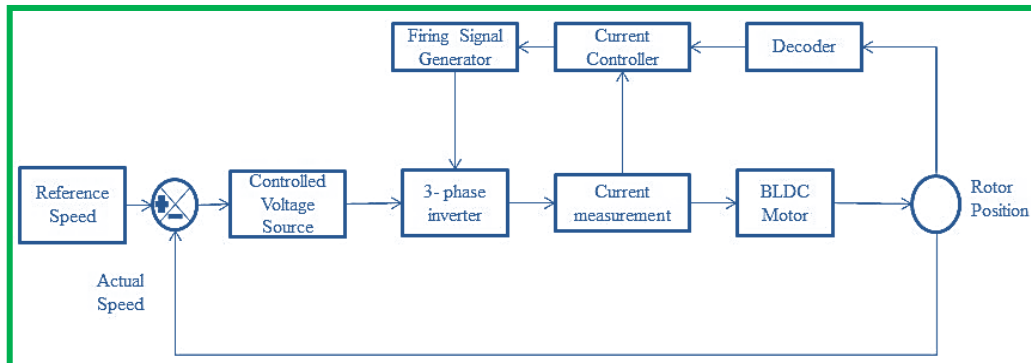 Firing Signal
Generator
Current
Controller
Decoder
Reference
Speed
Controlled
Voltage
Source
3- phase
inverter
Current
measurement
BLDC
Motor
Rotor
Position
Actual
Speed